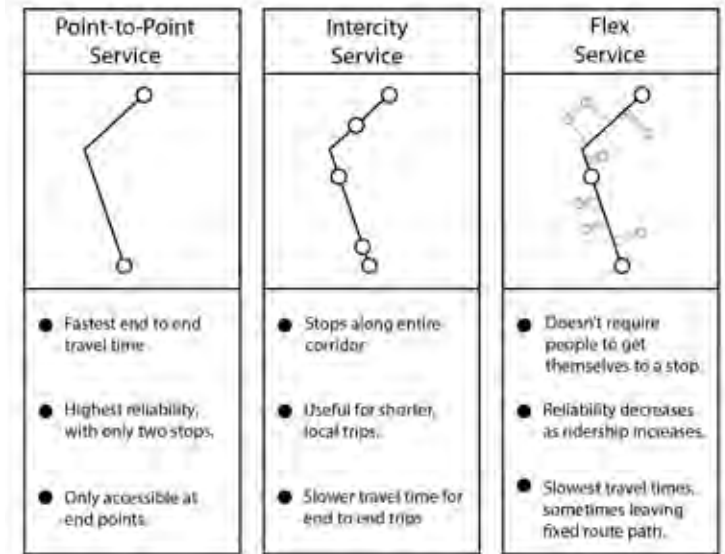 Point-to-Point
Service
Intercity
Service
Flex
Service
Fastest end to end
travel time
Highest reliability,
with only two stops.
Only accessible at
end points.
Stops along entire
corridor
Useful for shorter,
local trips.
Slower travel time for
end to end trips
Doesn't require
people to get
themselves to a stop.
Reliability decreases
as ridership increases.
Slowest travel times,
sometimes leaving
fixed route path.